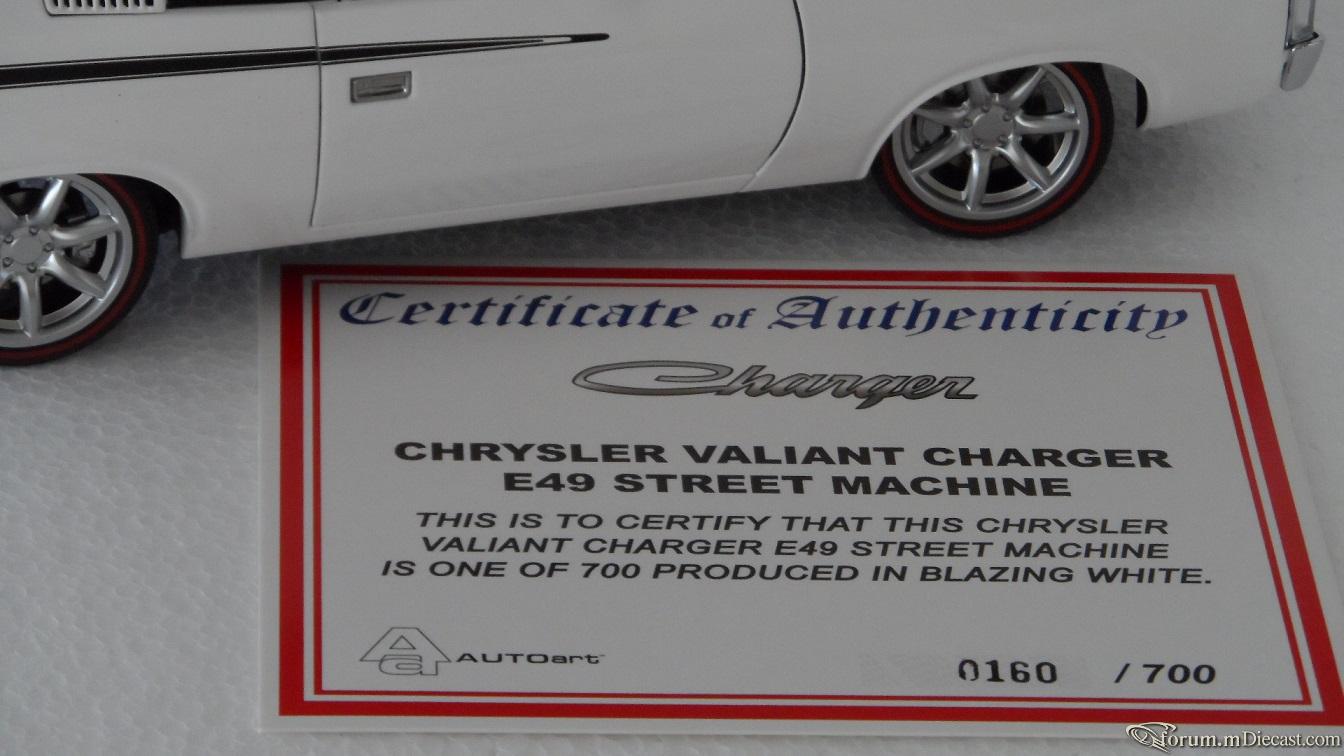 Certificate of Authenticity
Charger
CHRYSLER VALIANT CHARGER
E49 STREET MACHINE
THIS IS TO CERTIFY THAT THIS CHRYSLER
VALIANT CHARGER E49 STREET MACHINE
IS ONE OF 700 PRODUCED IN BLAZING WHITE.
AUTOart
0160 / 700
forum.mDiecast.com